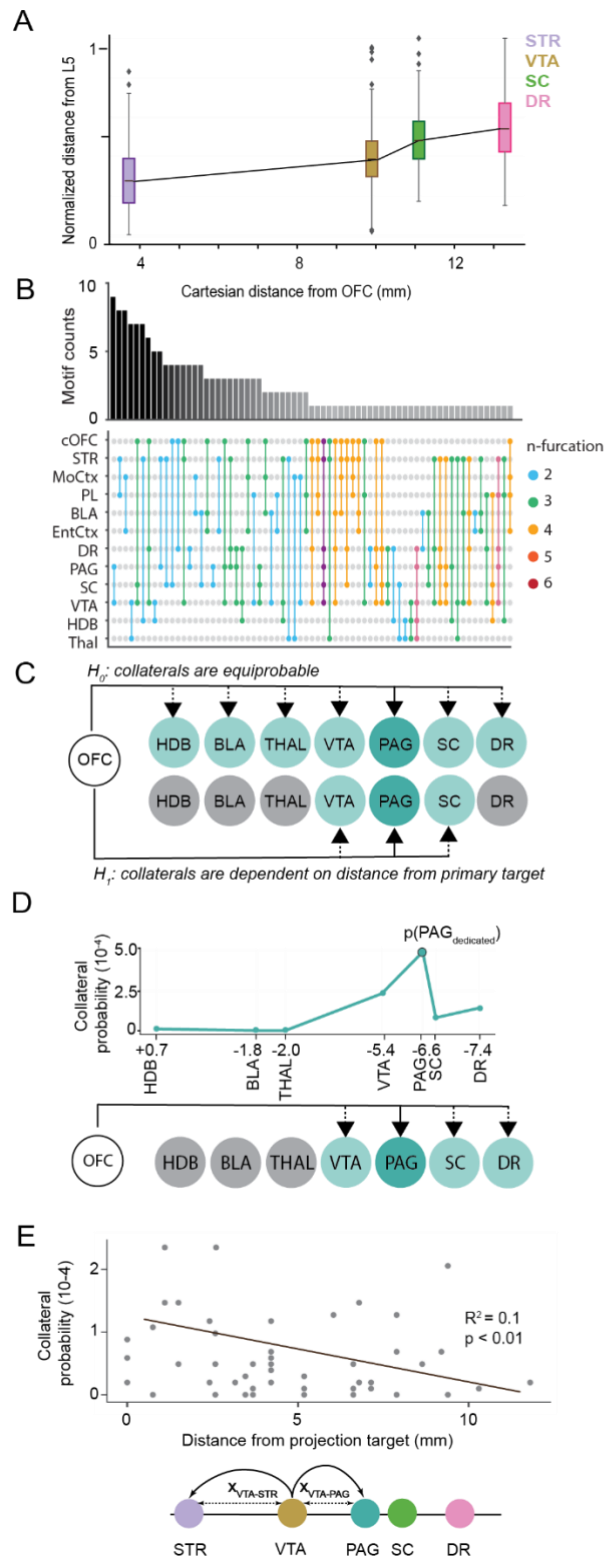 A
STR
VTA
SC
DR
Normalized distance from L5
1
0
4
8
12
Cartesian distance from OFC (mm)
B
Motif counts
10
5
0
cOFC
STR
MoCtx
PL
BLA
EntCtx
DR
PAG
SC
VTA
HDB
Thal
n-furcation
2
3
4
5
6
C
H0: collaterals are equiprobable
OFC
HDB BLA THAL VTA PAG SC DR
HDB BLA THAL VTA PAG SC DR
H1: collaterals are dependent on distance from primary target
D
p(PAGdedicated)
Collateral
probability (10-4)
5.0
2.5
0
+0.7 -1.8 -2.0 -5.4 -6.6 -7.4
HDB BLA THAL VTA PAG SC DR
OFC HDB BLA THAL VTA PAG SC DR
E
Collateral
probability (10-4)
2
1
0
R2 = 0.1
p < 0.01
0 5 10
Distance from projection target (mm)
XVTA-STR XVTA-PAG
STR VTA PAG SC DR